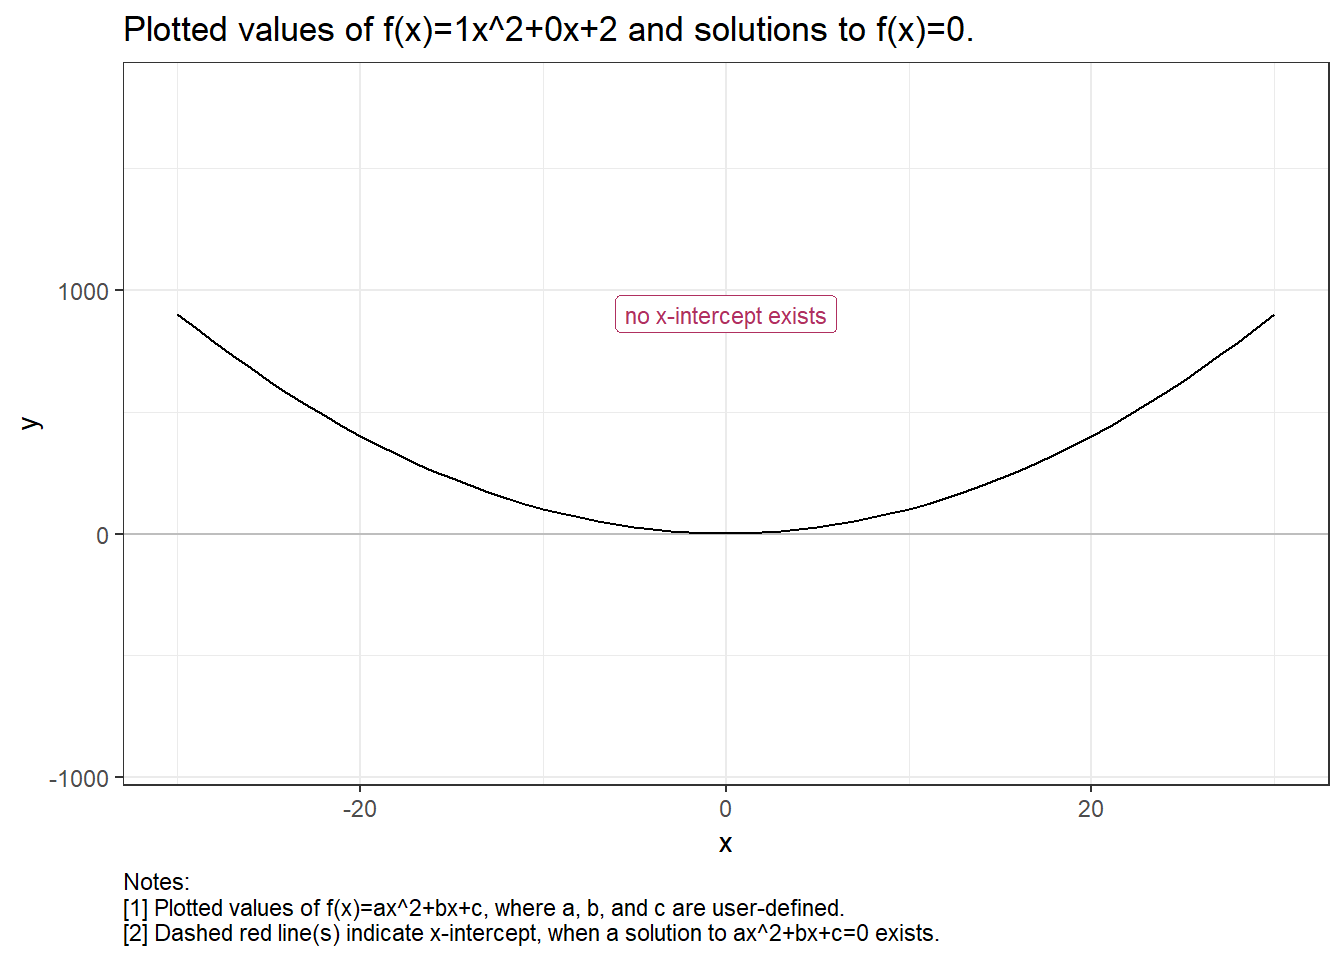 Plotted values of f(x)=1x^2+0x+2 and solutions to f(x)=0.
1000
no x-intercept exists
y
0
-1000
-20 0 20
x
Notes:
[1] Plotted values of f(x)=ax^2+bx+c, where a, b, and c are user-defined.
[2] Dashed red line(s) indicate x-intercept, when a solution to ax^2+bx+c=0 exists.